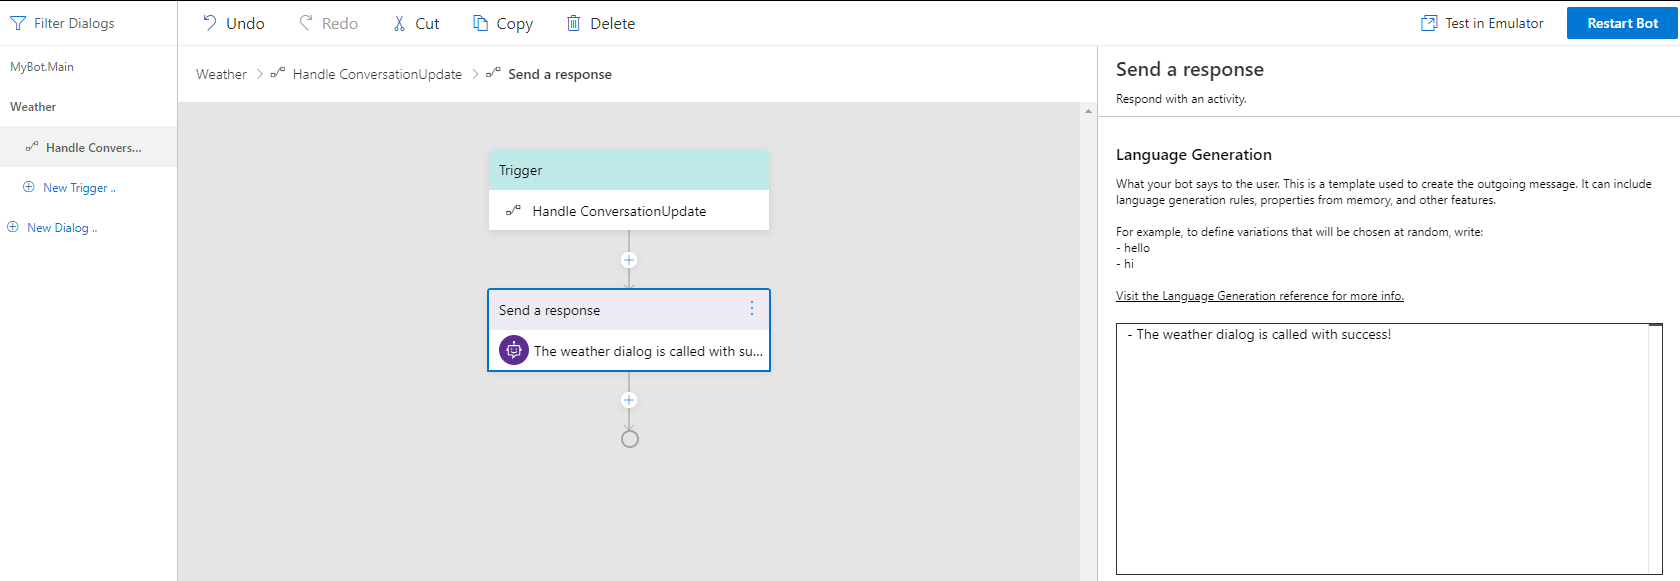 Filter Dialogs
Undo
Redo
Cut
Copy
Delete
Test in Emulator
Restart Bot
MyBot.Main
Weather
Handle Convers...
New Trigger ..
New Dialog ..
Weather > Handle ConversationUpdate > Send a response
Trigger
Handle ConversationUpdate
Send a response
The weather dialog is called with su...
Send a response
Respond with an activity.
Language Generation
What your bot says to the user. This is a template used to create the outgoing message. It can include
language generation rules, properties from memory, and other features.
For example, to define variations that will be chosen at random, write:
- hello
- hi
Visit the Language Generation reference for more info.
- The weather dialog is called with success!